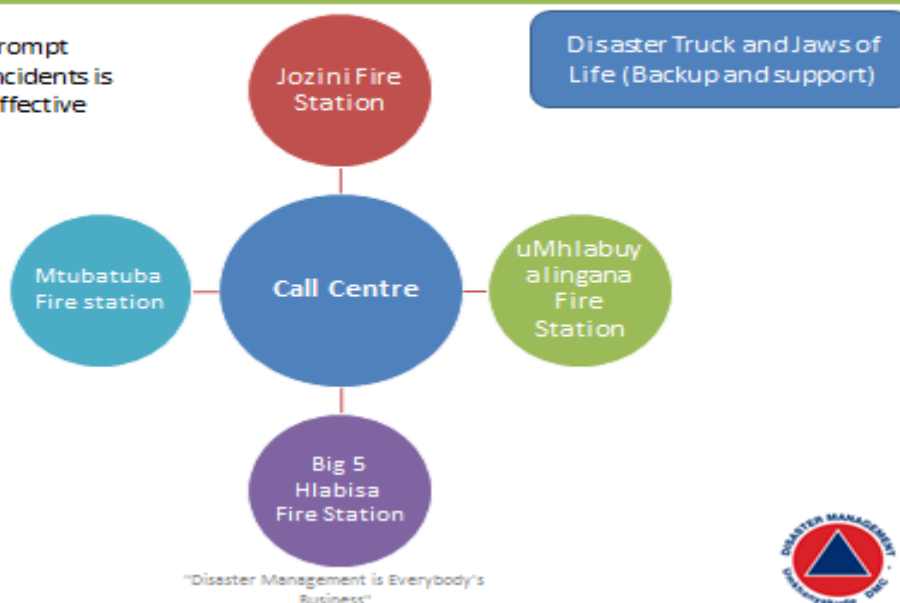 rompt
ncidents is
ffective
Jozini Fire
Station
Disaster Truck and Jaws of
Life (Backup and support)
Mtubatuba
Fire station
Call Centre
uMhlabuy
alingana
Fire
Station
Big 5
Hlabisa
Fire Station
"Disaster Management is Everybody's
Business"
DISASTER MANAGEMENT
DMC